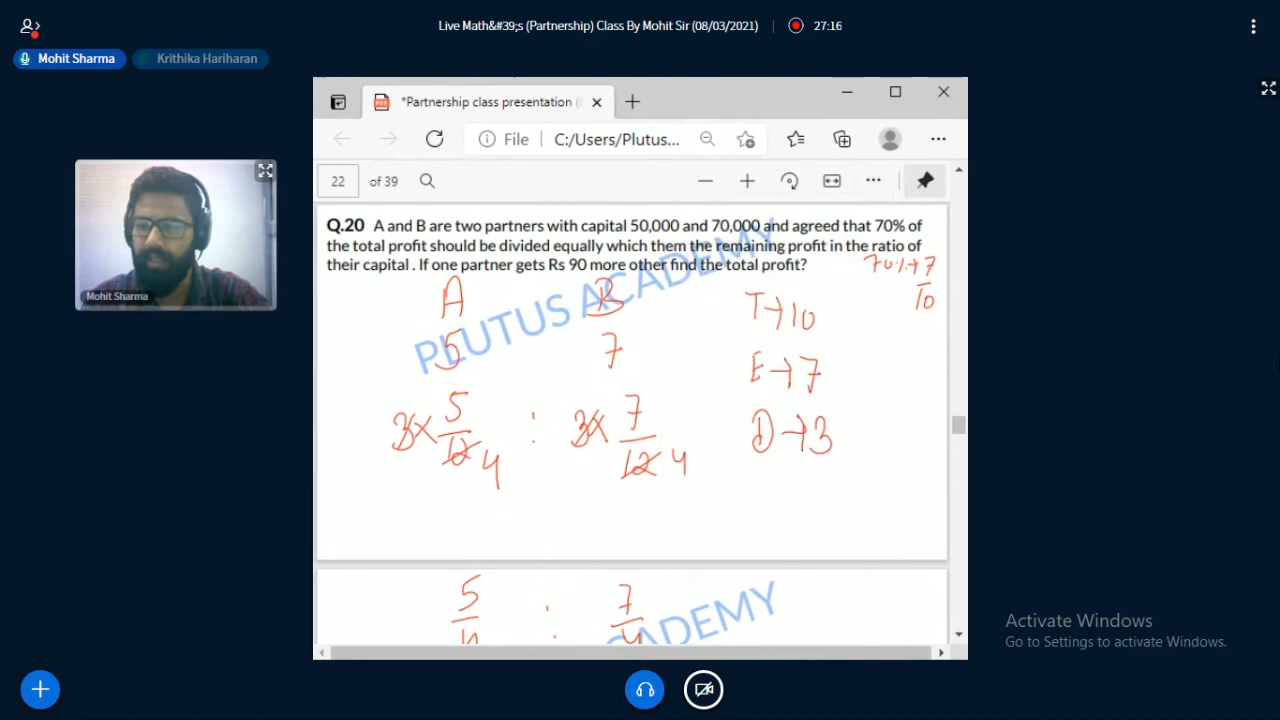 Live Math&#39;s (Partnership) Class By Mohit Sir (08/03/2021)
27:16
Mohit Sharma
Krithika Hariharan
*Partnership class presentation (
File
C:/Users/Plutus...
22 of 39
Q.20 A and B are two partners with capital 50,000 and 70,000 and agreed that 70% of
the total profit should be divided equally which them the remaining profit in the ratio of
their capital . If one partner gets Rs 90 more other find the total profit?
70%→7/10
A B T→10
5 7 E→7
3×5/12 4 : 3×7/12 4 D→3
PLUTUS ACADEMY
5/4 : 7/4
ACADEMY
Mohit Sharma
Activate Windows
Go to Settings to activate Windows.